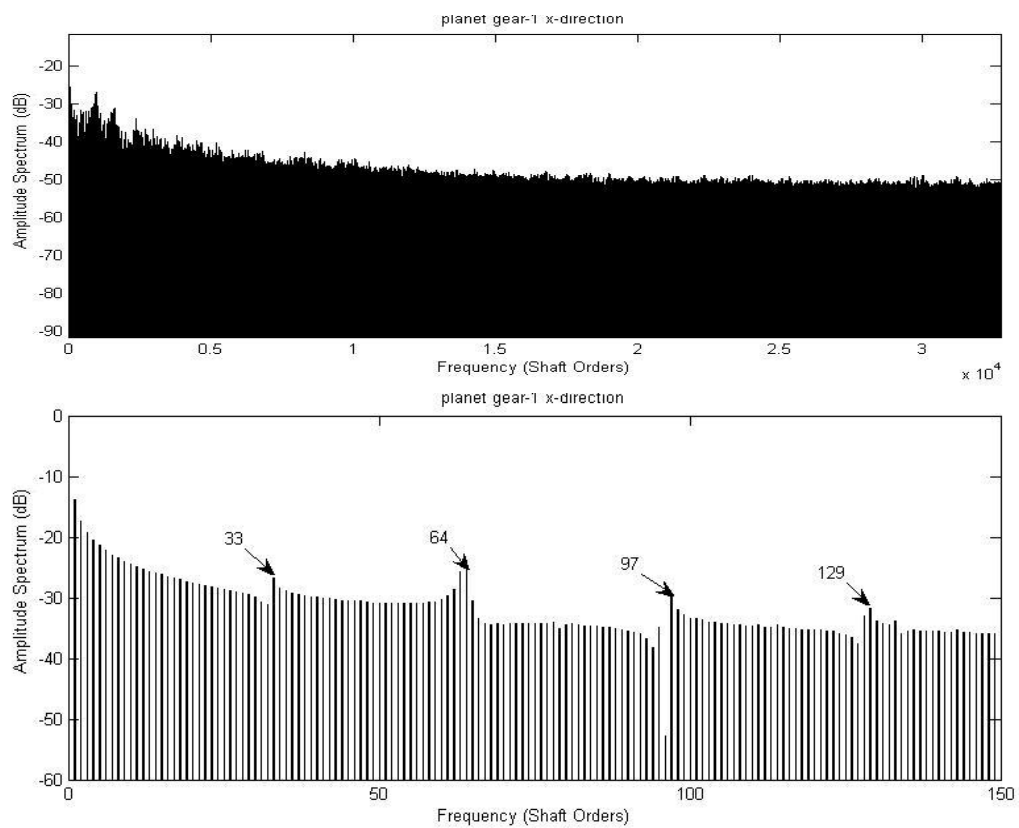 planet gear-1 x-direction
-20
-30
-40
-50
-60
-70
-80
-90
Amplitude Spectrum (dB)
0 0.5 1 1.5 2 2.5 3
Frequency (Shaft Orders)
x 10^4
planet gear-1 x-direction
0
-10
-20
-30
-40
-50
-60
Amplitude Spectrum (dB)
33
64
97
129
0 50 100 150
Frequency (Shaft Orders)